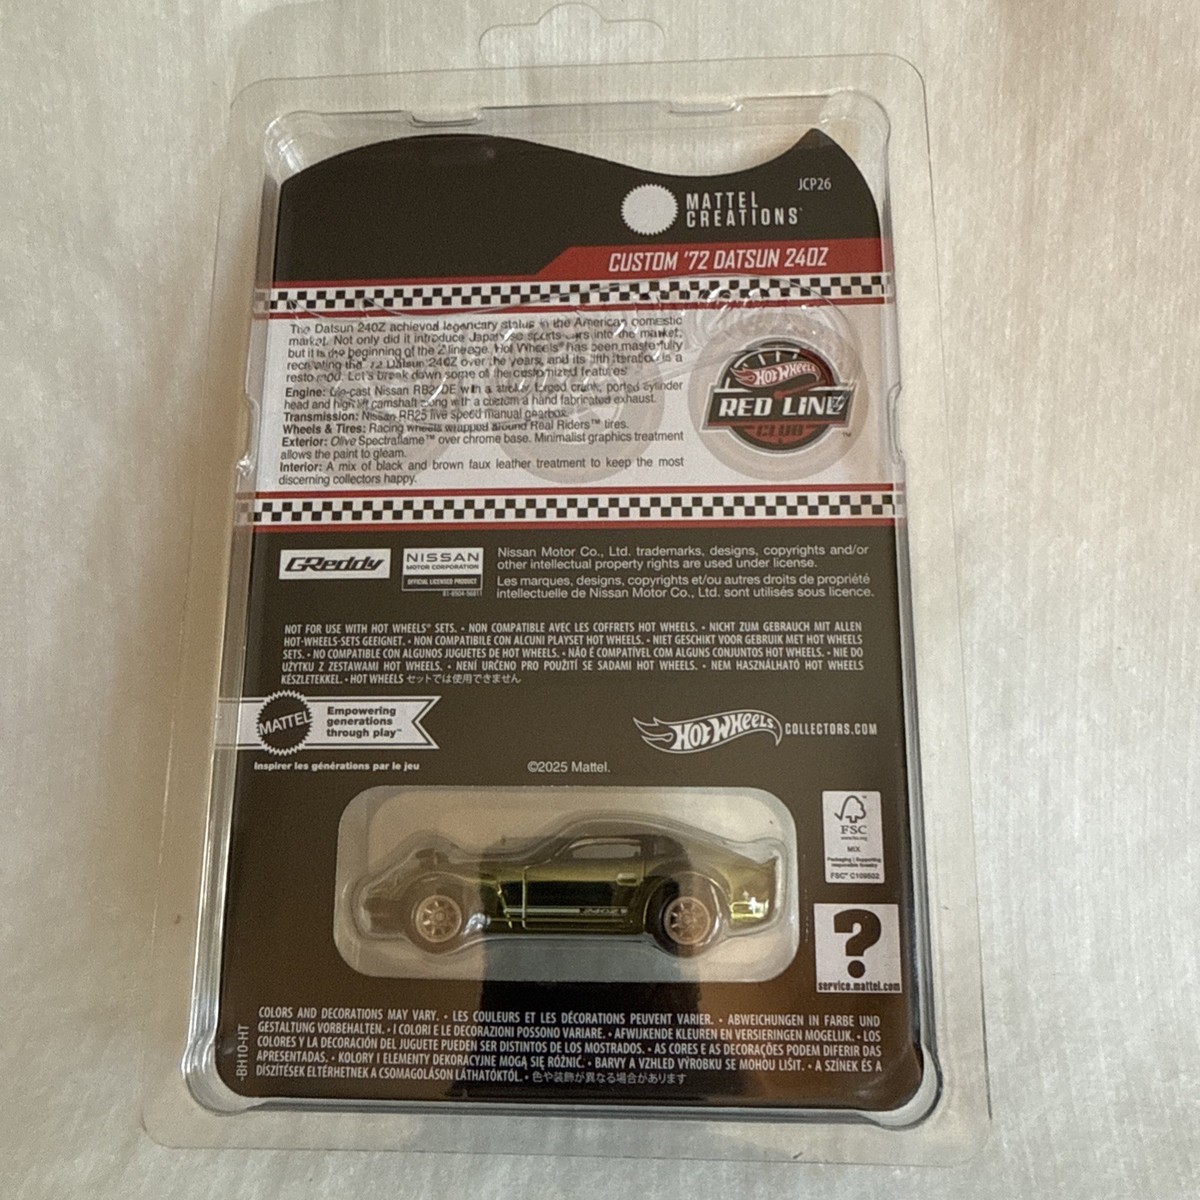 JCP26
MATTEL
CREATIONS
CUSTOM '72 DATSUN 240Z
The Datsun 240Z achieved legendary status in the American domestic
market. Not only did it introduce Japanese sports cars into the market,
but it is the beginning of the Z lineage. Hot Wheels® has been masterfully
recreating the '72 Datsun 240Z over the years, and its fifth iteration is a
resto mod. Let's break down some of the customized features!
Engine: Die-cast Nissan RB26DE with a stroker, forged crank, ported cylinder
head and high lift camshaft along with a custom a hand fabricated exhaust.
Transmission: Nissan RB25 five speed manual gearbox.
Wheels & Tires: Racing wheels wrapped around Real Riders™ tires.
Exterior: Olive Spectraflame™ over chrome base. Minimalist graphics treatment
allows the paint to gleam.
Interior: A mix of black and brown faux leather treatment to keep the most
discerning collectors happy.
HOT WHEELS
RED LINE
CLUB™
GReddy
NISSAN
MOTOR CORPORATION
OFFICIAL LICENSED PRODUCT
Nissan Motor Co., Ltd. trademarks, designs, copyrights and/or
other intellectual property rights are used under license.
Les marques, designs, copyrights et/ou autres droits de propriété
intellectuelle de Nissan Motor Co., Ltd. sont utilisés sous licence.
NOT FOR USE WITH HOT WHEELS® SETS. • NON COMPATIBLE AVEC LES COFFRETS HOT WHEELS. • NICHT ZUM GEBRAUCH MIT ALLEN
HOT-WHEELS-SETS GEEIGNET. • NON COMPATIBILE CON ALCUNI PLAYSET HOT WHEELS. • NIET GESCHIKT VOOR GEBRUIK MET HOT WHEELS
SETS. • NO COMPATIBLE CON ALGUNOS JUGUETES DE HOT WHEELS. • NÃO É COMPATÍVEL COM ALGUNS CONJUNTOS HOT WHEELS. • NIE DO
UŻYTKU Z ZESTAWAMI HOT WHEELS. • NENÍ URČENO PRO POUŽITÍ SE SADAMI HOT WHEELS. • NEM HASZNÁLHATÓ HOT WHEELS
KÉSZLETEKKEL. • HOT WHEELS セットでは使用できません
MATTEL
Empowering
generations
through play™
Inspirer les générations par le jeu
HOT WHEELS COLLECTORS.COM
©2025 Mattel.
FSC
www.fsc.org
MIX
Packaging | Supporting
responsible forestry
FSC™ C109502
240Z
?
service.mattel.com
COLORS AND DECORATIONS MAY VARY. • LES COULEURS ET LES DÉCORATIONS PEUVENT VARIER. • ABWEICHUNGEN IN FARBE UND
GESTALTUNG VORBEHALTEN. • I COLORI E LE DECORAZIONI POSSONO VARIARE. • AFWIJKENDE KLEUREN EN VERSIERINGEN MOGELIJK. • LOS
COLORES Y LA DECORACIÓN DEL JUGUETE PUEDEN SER DISTINTOS DE LOS MOSTRADOS. • AS CORES E AS DECORAÇÕES PODEM DIFERIR DAS
APRESENTADAS. • KOLORY I ELEMENTY DEKORACYJNE MOGĄ SIĘ RÓŻNIĆ. • BARVY A VZHLED VÝROBKU SE MOHOU LIŠIT. • A SZÍNEK ÉS A
DÍSZÍTÉSEK ELTÉRHETNEK A CSOMAGOLÁSON LÁTHATÓKTÓL. • 色や装飾が異なる場合があります
-BH10-HT